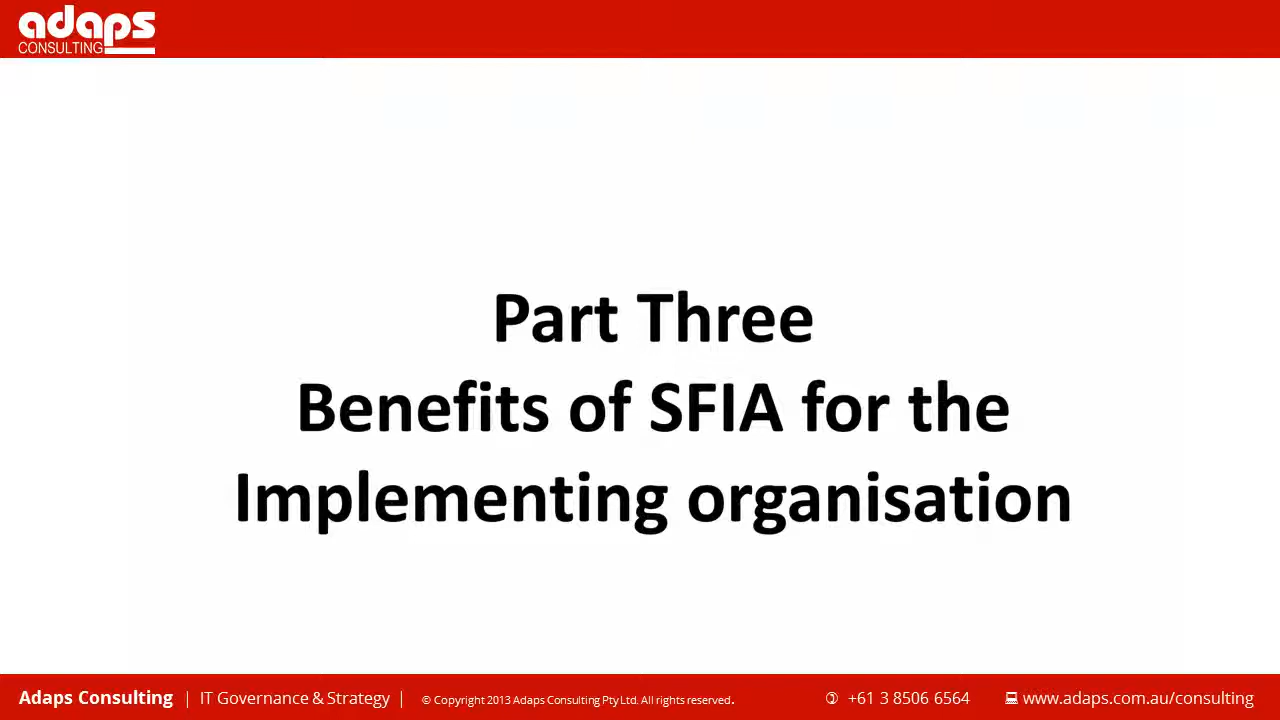 adaps
CONSULTING
Part Three
Benefits of SFIA for the
Implementing organisation
Adaps Consulting | IT Governance & Strategy | © Copyright 2013 Adaps Consulting Pty Ltd. All rights reserved. +61 3 8506 6564 www.adaps.com.au/consulting